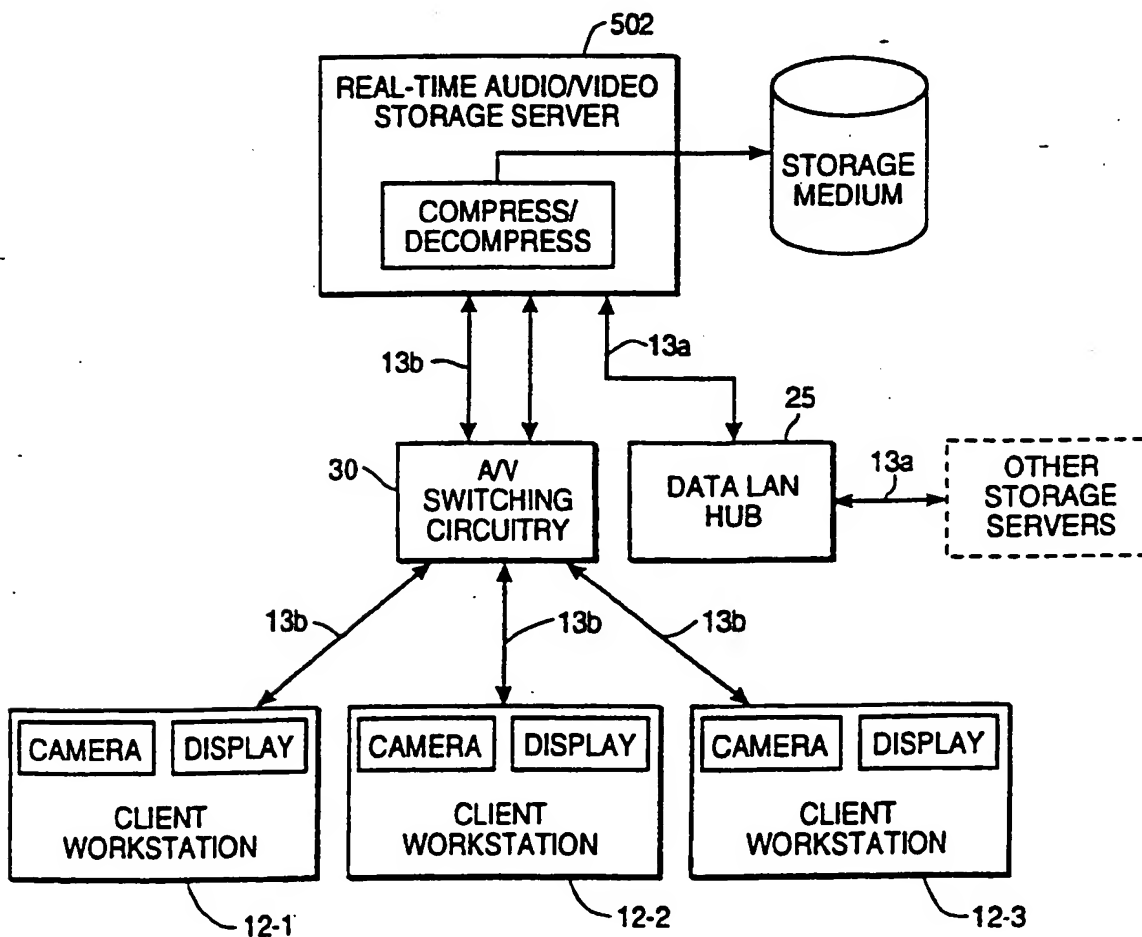 502
REAL-TIME AUDIO/VIDEO
STORAGE SERVER
COMPRESS/
DECOMPRESS
STORAGE
MEDIUM
13b
13a
25
30
A/V
SWITCHING
CIRCUITRY
DATA LAN
HUB
13a
OTHER
STORAGE
SERVERS
13b
13b
13b
CAMERA
DISPLAY
CLIENT
WORKSTATION
CAMERA
DISPLAY
CLIENT
WORKSTATION
CAMERA
DISPLAY
CLIENT
WORKSTATION
12-1
12-2
12-3